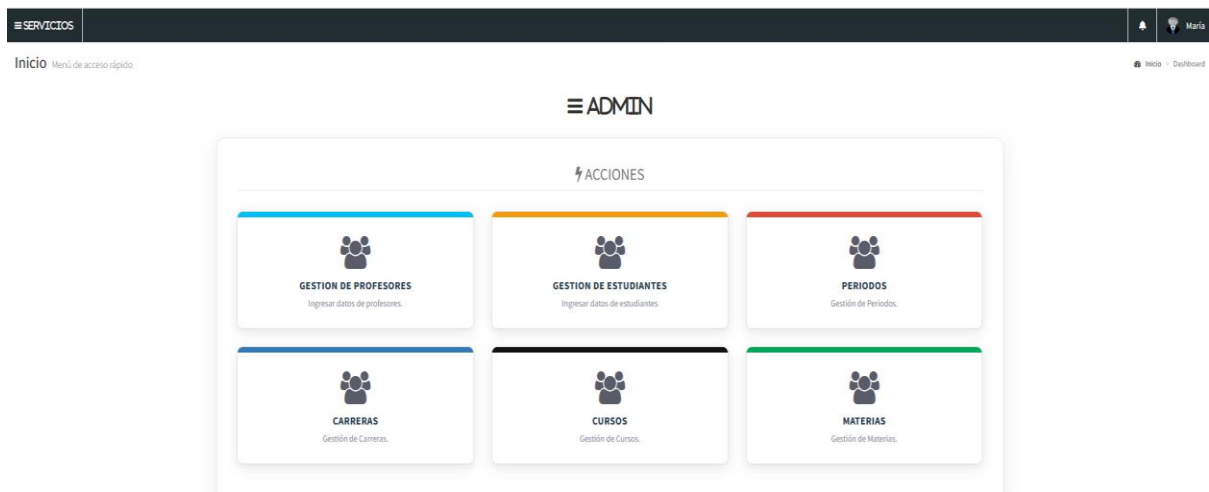 SERVICIOS
María
Inicio Menú de acceso rápido
Inicio > Dashboard
ADMIN
ACCIONES
GESTION DE PROFESORES
Ingresar datos de profesores.
GESTION DE ESTUDIANTES
Ingresar datos de estudiantes
PERIODOS
Gestión de Periodos.
CARRERAS
Gestión de Carreras.
CURSOS
Gestión de Cursos.
MATERIAS
Gestión de Materias.